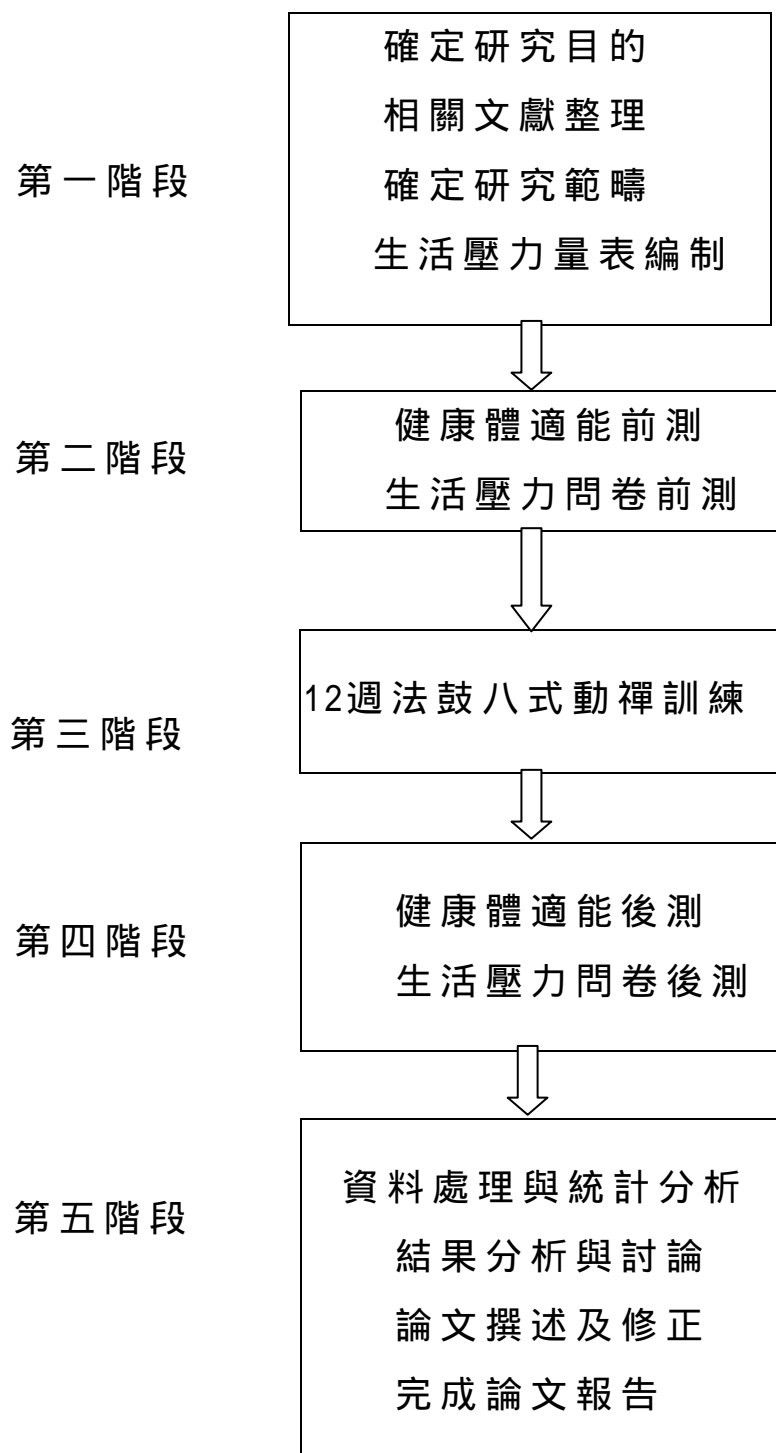 第一階段
確定研究目的
相關文獻整理
確定研究範疇
生活壓力量表編制
第二階段
健康體適能前測
生活壓力問卷前測
第三階段
12週法鼓八式動禪訓練
第四階段
健康體適能後測
生活壓力問卷後測
第五階段
資料處理與統計分析
結果分析與討論
論文撰述及修正
完成論文報告